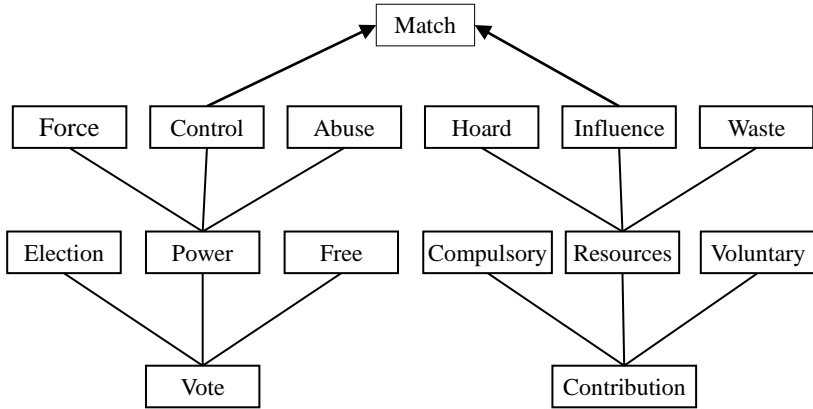 Match
Force Control Abuse Hoard Influence Waste
Election Power Free Compulsory Resources Voluntary
Vote Contribution